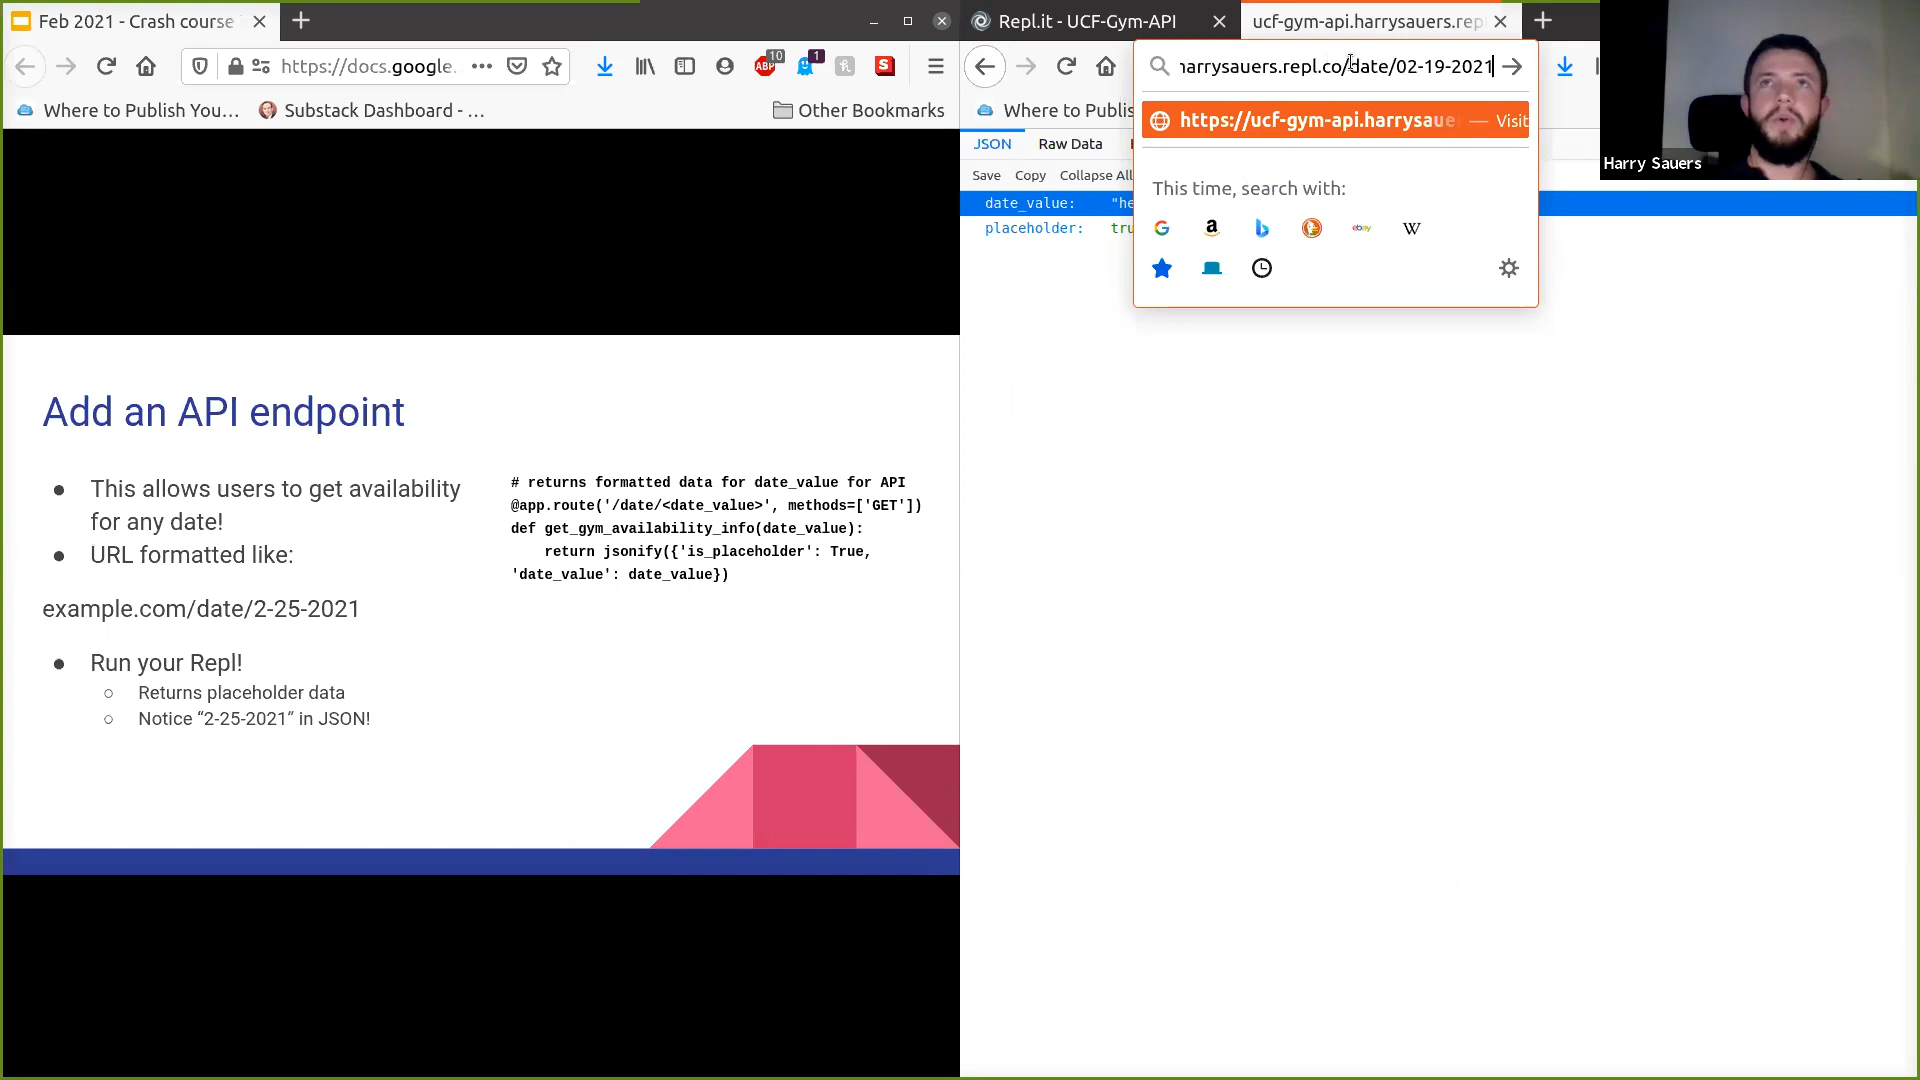 Feb 2021 - Crash course
https://docs.google.
10
1
Where to Publish You...
Substack Dashboard - ...
Other Bookmarks
Add an API endpoint
This allows users to get availability
for any date!
URL formatted like:
example.com/date/2-25-2021
Run your Repl!
Returns placeholder data
Notice “2-25-2021” in JSON!
# returns formatted data for date_value for API
@app.route('/date/<date_value>', methods=['GET'])
def get_gym_availability_info(date_value):
return jsonify({'is_placeholder': True,
'date_value': date_value})
Repl.it - UCF-Gym-API
ucf-gym-api.harrysauers.rep
harrysauers.repl.co/date/02-19-2021
Where to Publis
https://ucf-gym-api.harrysaue — Visit
JSON Raw Data
Save Copy Collapse All
This time, search with:
date_value: "he
placeholder: tru
Harry Sauers